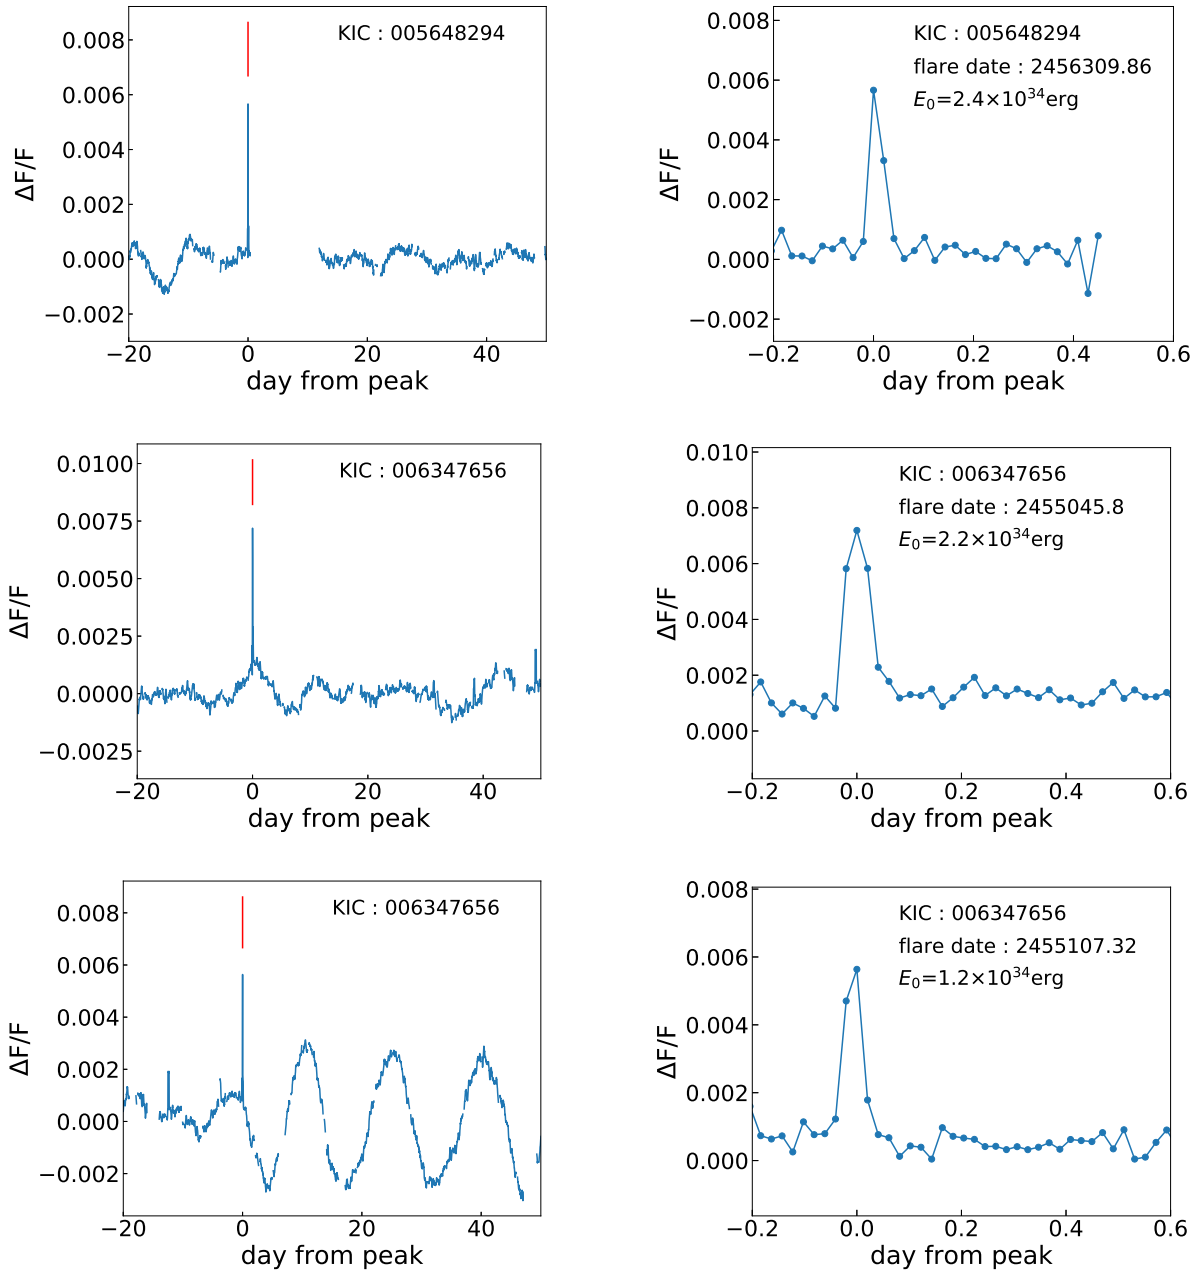 KIC : 005648294
0.008
0.006
0.004
0.002
0.000
−0.002
ΔF/F
−20 0 20 40
day from peak
KIC : 005648294
flare date : 2456309.86
E₀=2.4×10³⁴erg
0.008
0.006
0.004
0.002
0.000
−0.002
ΔF/F
−0.2 0.0 0.2 0.4 0.6
day from peak
KIC : 006347656
0.0100
0.0075
0.0050
0.0025
0.0000
−0.0025
ΔF/F
−20 0 20 40
day from peak
KIC : 006347656
flare date : 2455045.8
E₀=2.2×10³⁴erg
0.010
0.008
0.006
0.004
0.002
0.000
ΔF/F
−0.2 0.0 0.2 0.4 0.6
day from peak
KIC : 006347656
0.008
0.006
0.004
0.002
0.000
−0.002
ΔF/F
−20 0 20 40
day from peak
KIC : 006347656
flare date : 2455107.32
E₀=1.2×10³⁴erg
0.008
0.006
0.004
0.002
0.000
ΔF/F
−0.2 0.0 0.2 0.4 0.6
day from peak